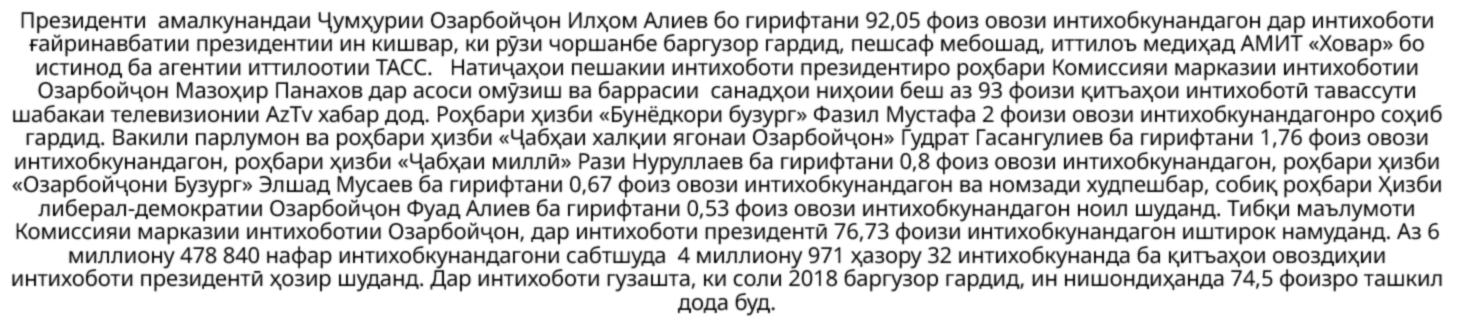 Президенти  амалкунандаи Ҷумҳурии Озарбойҷон Илҳом Алиев бо гирифтани 92,05 фоиз овози интихобкунандагон дар интихоботи
ғайринавбатии президентии ин кишвар, ки рӯзи чоршанбе баргузор гардид, пешсаф мебошад, иттилоъ медиҳад АМИТ «Ховар» бо
истинод ба агентии иттилоотии ТАСС.   Натиҷаҳои пешакии интихоботи президентиро роҳбари Комиссияи марказии интихоботии
Озарбойҷон Мазоҳир Панахов дар асоси омӯзиш ва баррасии  санадҳои ниҳоии беш аз 93 фоизи қитъаҳои интихоботӣ тавассути
шабакаи телевизионии AzTv хабар дод. Роҳбари ҳизби «Бунёдкори бузург» Фазил Мустафа 2 фоизи овози интихобкунандагонро соҳиб
гардид. Вакили парлумон ва роҳбари ҳизби «Ҷабҳаи халқии ягонаи Озарбойҷон» Гудрат Гасангулиев ба гирифтани 1,76 фоиз овози
интихобкунандагон, роҳбари ҳизби «Ҷабҳаи миллӣ» Рази Нуруллаев ба гирифтани 0,8 фоиз овози интихобкунандагон, роҳбари ҳизби
«Озарбойҷони Бузург» Элшад Мусаев ба гирифтани 0,67 фоиз овози интихобкунандагон ва номзади худпешбар, собиқ роҳбари Ҳизби
либерал-демократии Озарбойҷон Фуад Алиев ба гирифтани 0,53 фоиз овози интихобкунандагон ноил шуданд. Тибқи маълумоти
Комиссияи марказии интихоботии Озарбойҷон, дар интихоботи президентӣ 76,73 фоизи интихобкунандагон иштирок намуданд. Аз 6
миллиону 478 840 нафар интихобкунандагони сабтшуда  4 миллиону 971 ҳазору 32 интихобкунанда ба қитъаҳои овоздиҳии
интихоботи президентӣ ҳозир шуданд. Дар интихоботи гузашта, ки соли 2018 баргузор гардид, ин нишондиҳанда 74,5 фоизро ташкил
дода буд.